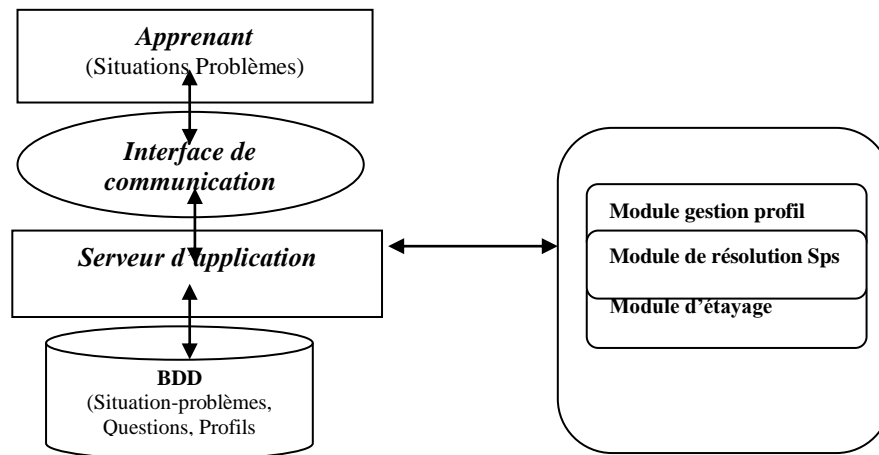 Apprenant
(Situations Problèmes)
Interface de
communication
Serveur d’application
BDD
(Situation-problèmes,
Questions, Profils
Module gestion profil
Module de résolution Sps
Module d’étayage